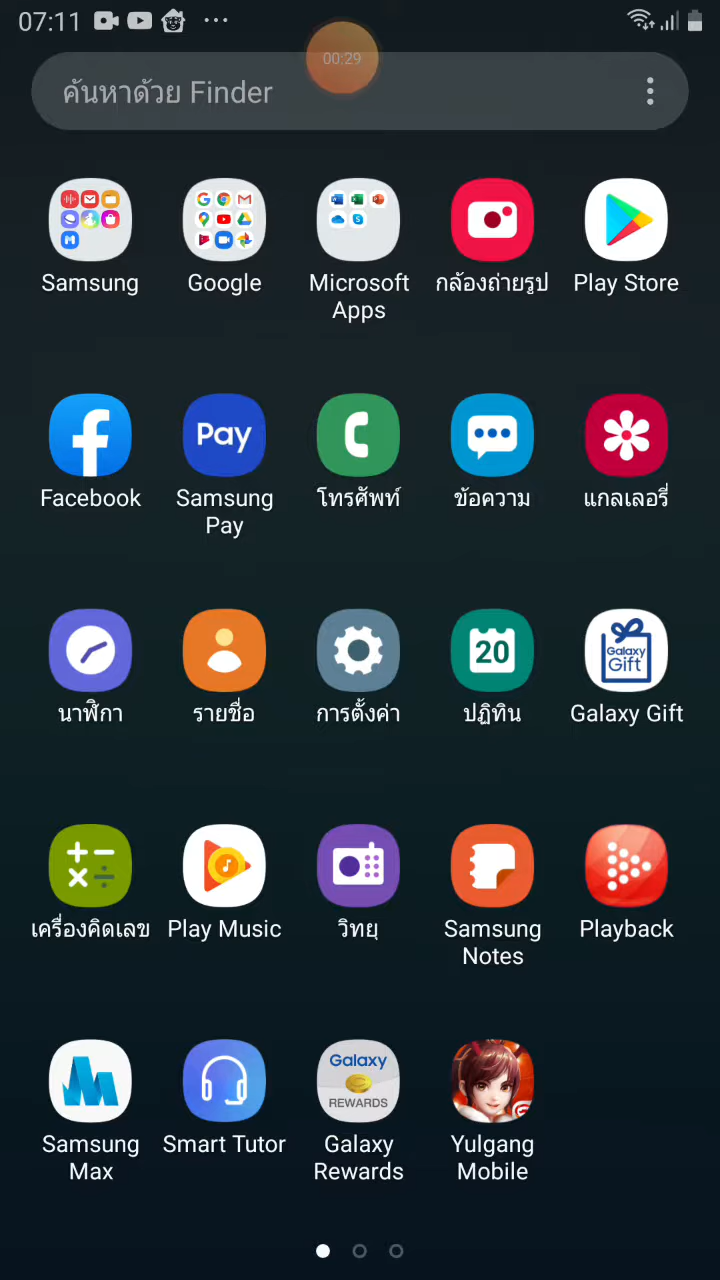 07:11
00:29
ค้นหาด้วย Finder
Samsung
Google
Microsoft Apps
กล้องถ่ายรูป
Play Store
Pay
Facebook
Samsung Pay
โทรศัพท์
ข้อความ
แกลเลอรี่
20
Galaxy Gift
นาฬิกา
รายชื่อ
การตั้งค่า
ปฏิทิน
Galaxy Gift
เครื่องคิดเลข
Play Music
วิทยุ
Samsung Notes
Playback
Galaxy
REWARDS
Samsung Max
Smart Tutor
Galaxy Rewards
Yulgang Mobile